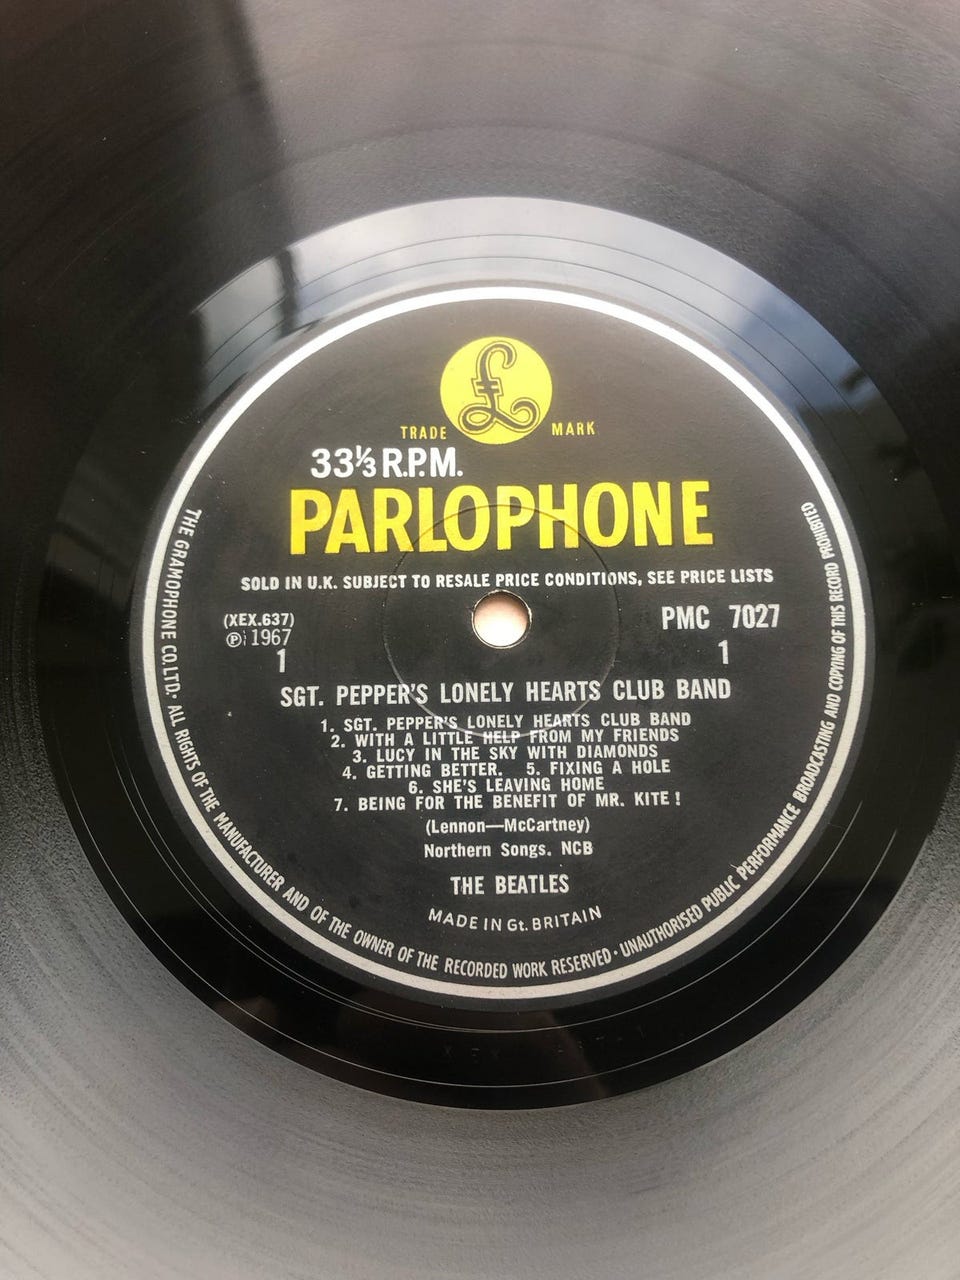 £
TRADE MARK
33⅓ R.P.M.
PARLOPHONE
SOLD IN U.K. SUBJECT TO RESALE PRICE CONDITIONS, SEE PRICE LISTS
(XEX.637) PMC 7027
℗ 1967
1 1
SGT. PEPPER'S LONELY HEARTS CLUB BAND
1. SGT. PEPPER'S LONELY HEARTS CLUB BAND
2. WITH A LITTLE HELP FROM MY FRIENDS
3. LUCY IN THE SKY WITH DIAMONDS
4. GETTING BETTER. 5. FIXING A HOLE
6. SHE'S LEAVING HOME
7. BEING FOR THE BENEFIT OF MR. KITE !
(Lennon—McCartney)
Northern Songs. NCB
THE BEATLES
MADE IN Gt. BRITAIN
THE GRAMOPHONE CO. LTD. · ALL RIGHTS OF THE MANUFACTURER AND OF THE OWNER OF THE RECORDED WORK RESERVED · UNAUTHORISED PUBLIC PERFORMANCE BROADCASTING AND COPYING OF THIS RECORD PROHIBITED